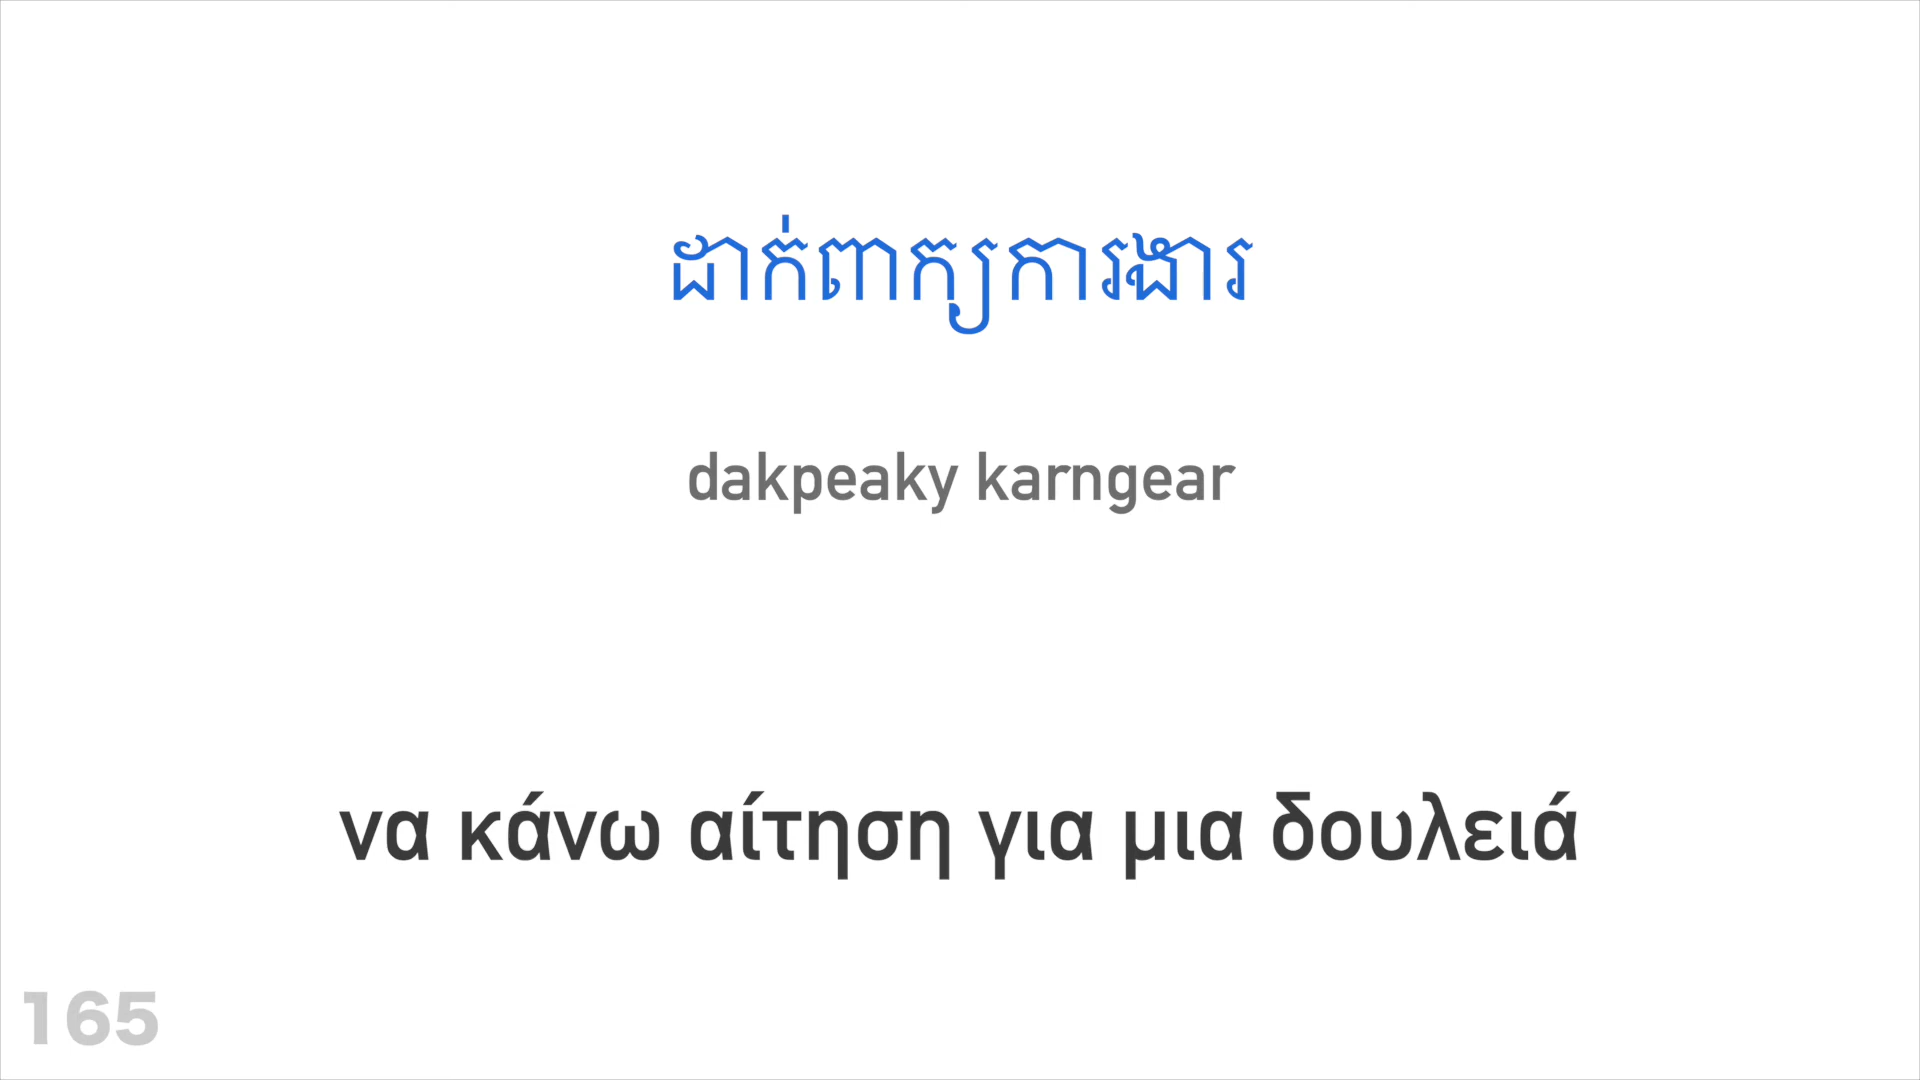 ដាក់ពាក្យការងារ
dakpeaky karngear
να κάνω αίτηση για μια δουλειά
165